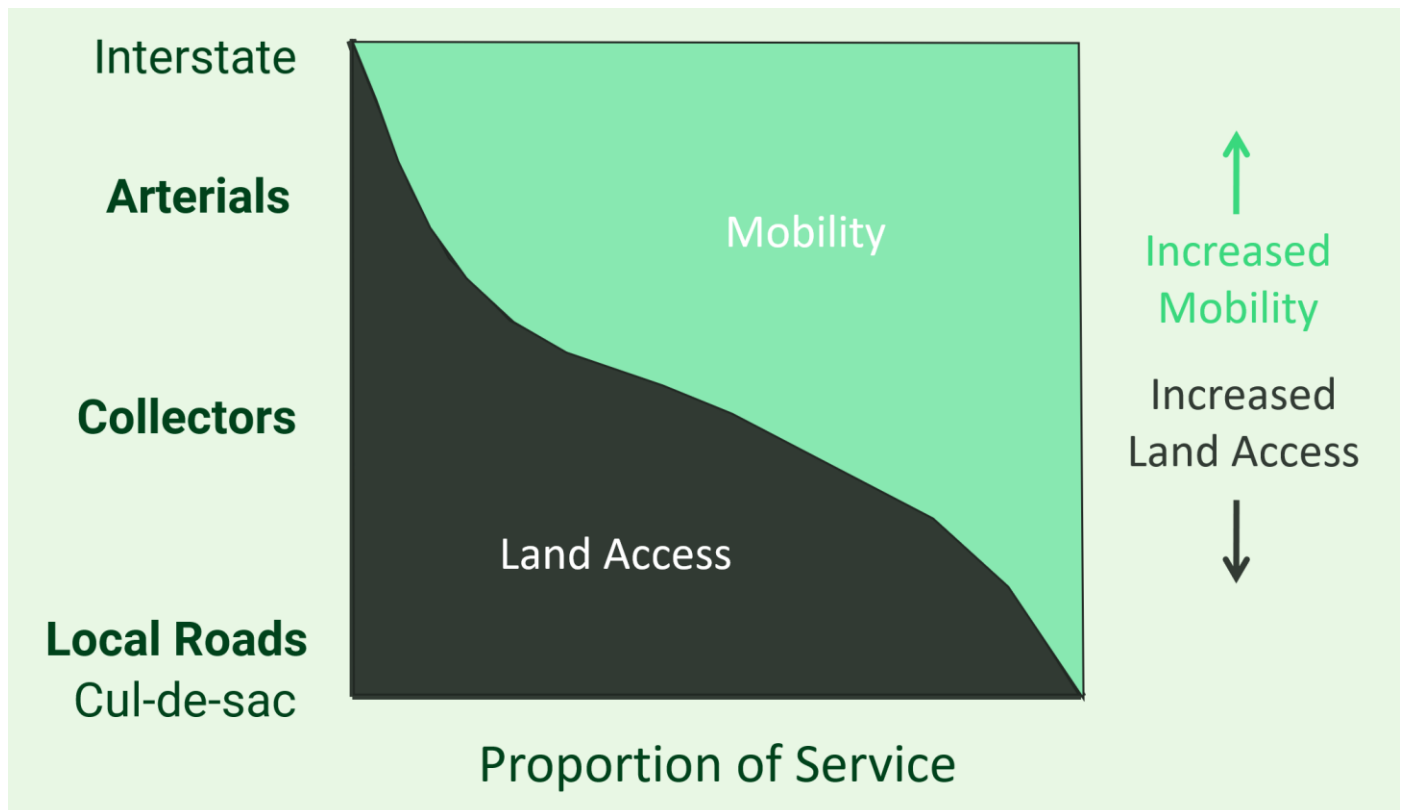 Interstate
Arterials
Mobility
Increased
Mobility
Increased
Land Access
Collectors
Land Access
Local Roads
Cul-de-sac
Proportion of Service